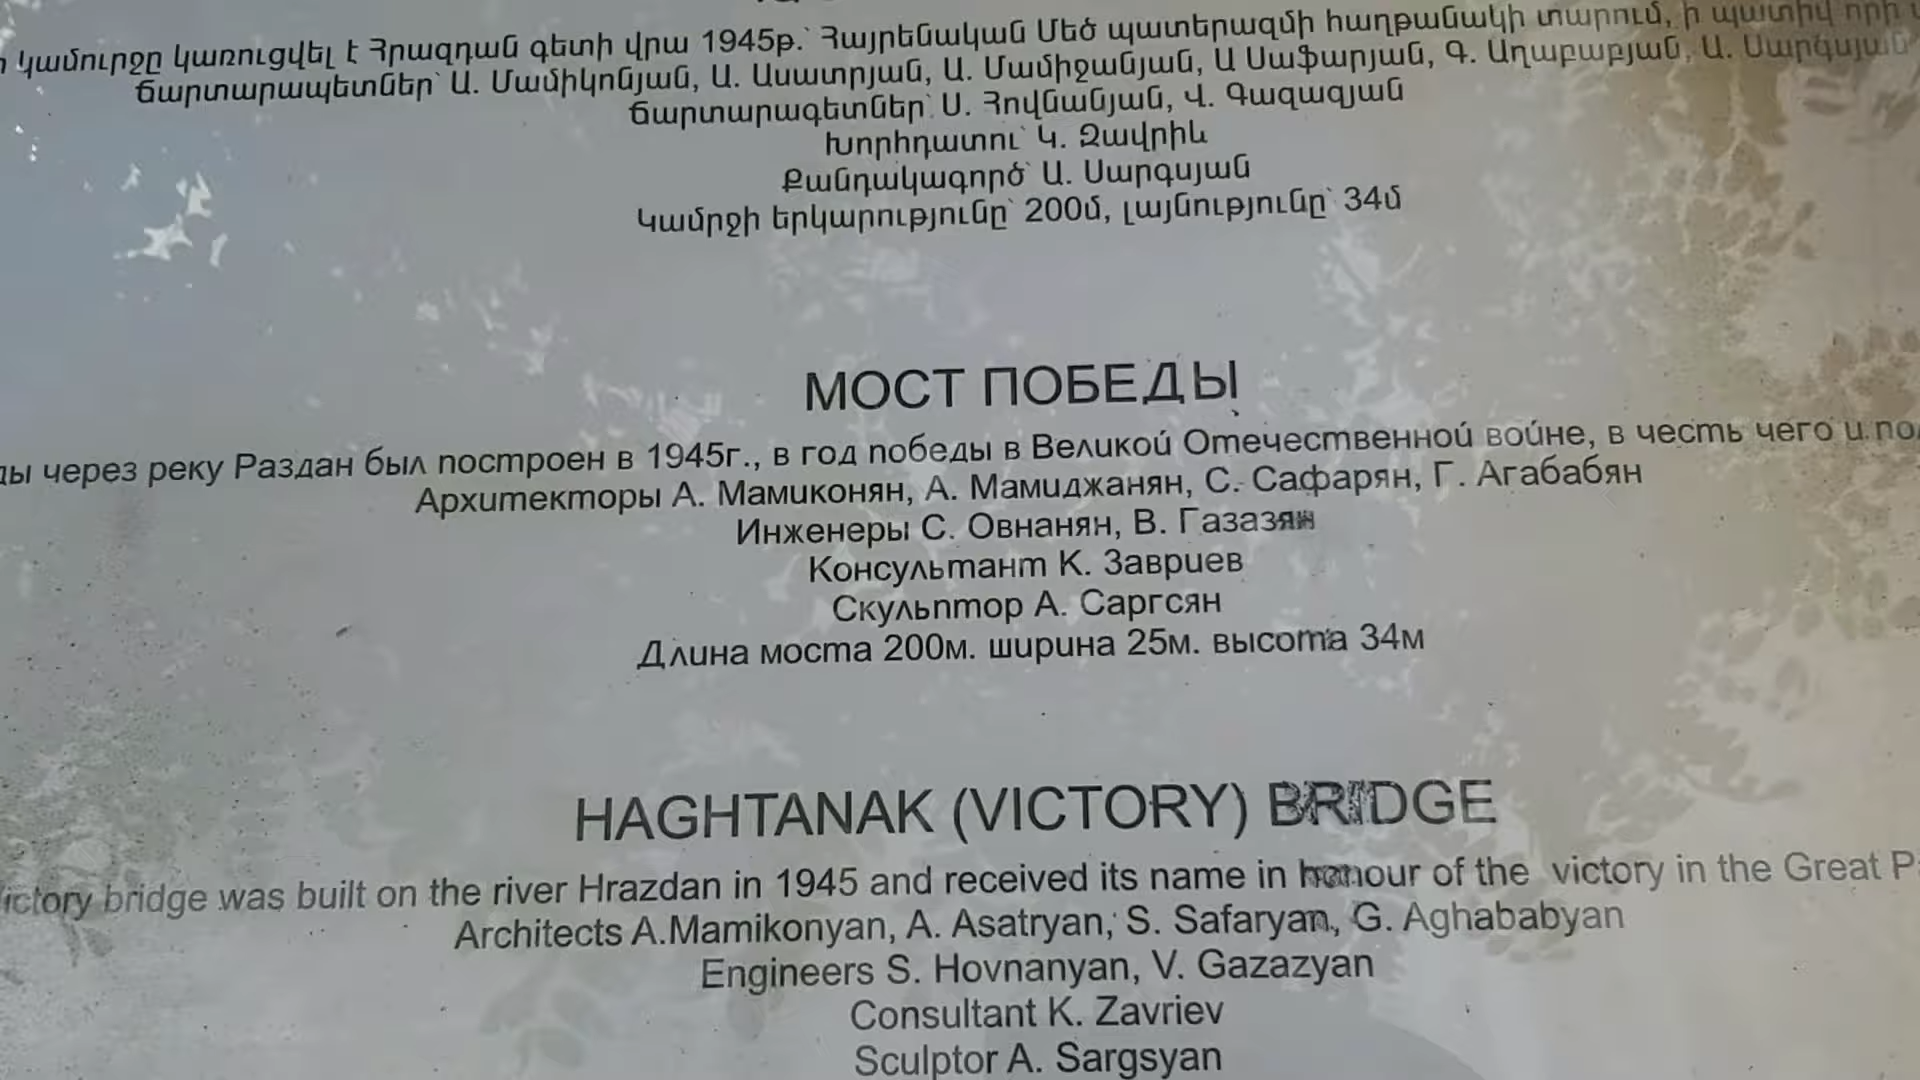 կամուրջը կառուցվել է Հրազդան գետի վրա 1945թ.՝ Հայրենական Մեծ պատերազմի հաղթանակի տարում, ի պատիվ որի
ճարտարապետներ՝ Ա. Մամիկոնյան, Ա. Ասատրյան, Ա. Մամիջանյան, Ա Սաֆարյան, Գ. Աղաբաբյան, Ա. Սարգսյան
ճարտարագետներ՝ Ս. Հովնանյան, Վ. Գազազյան
Խորհդատու՝ Կ. Զավրիև
Քանդակագործ՝ Ա. Սարգսյան
Կամրջի երկարությունը՝ 200մ, լայնությունը՝ 34մ
МОСТ ПОБЕДЫ
ды через реку Раздан был построен в 1945г., в год победы в Великой Отечественной войне, в честь чего и по
Архитекторы А. Мамиконян, А. Мамиджанян, С. Сафарян, Г. Агабабян
Инженеры С. Овнанян, В. Газазян
Консультант К. Завриев
Скульптор А. Саргсян
Длина моста 200м. ширина 25м. высота 34м
HAGHTANAK (VICTORY) BRIDGE
ictory bridge was built on the river Hrazdan in 1945 and received its name in honour of the victory in the Great P
Architects A.Mamikonyan, A. Asatryan, S. Safaryan, G. Aghababyan
Engineers S. Hovnanyan, V. Gazazyan
Consultant K. Zavriev
Sculptor A. Sargsyan